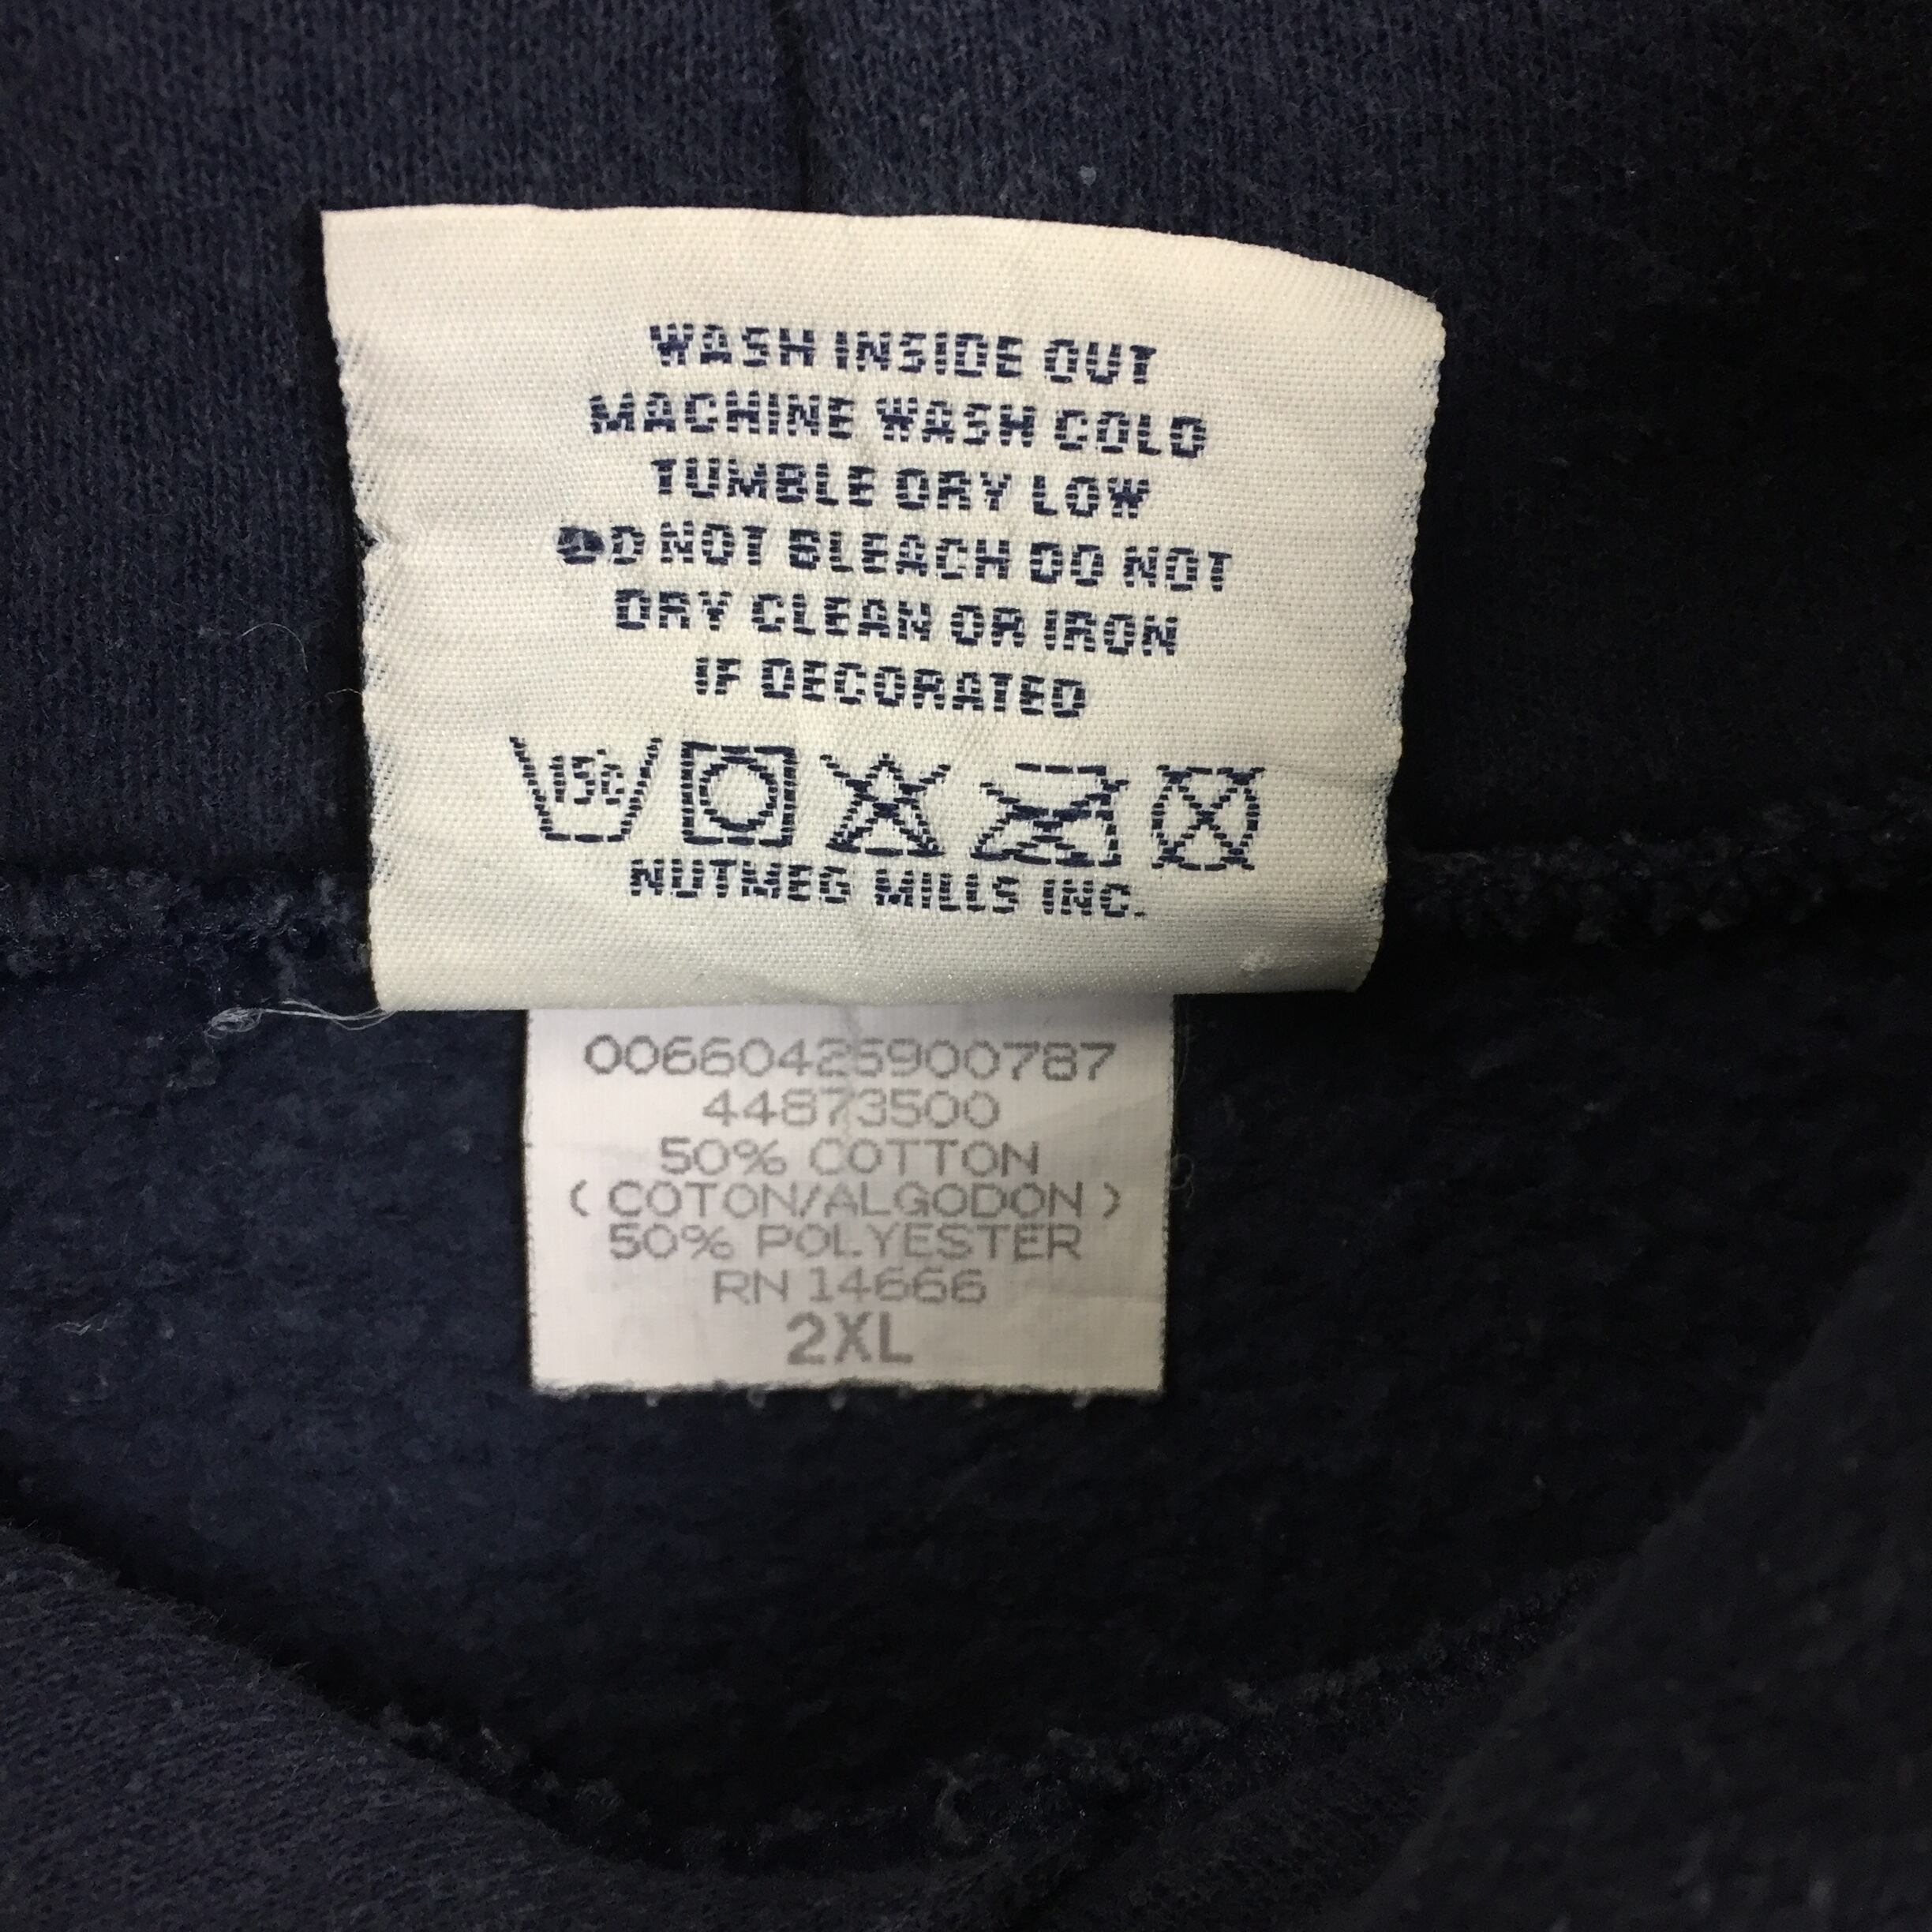 WASH INSIDE OUT
MACHINE WASH COLD
TUMBLE DRY LOW
DO NOT BLEACH DO NOT
DRY CLEAN OR IRON
IF DECORATED
NUTMEG MILLS INC.
00660425900787
44873500
50% COTTON
( COTON/ALGODON )
50% POLYESTER
RN 14666
2XL